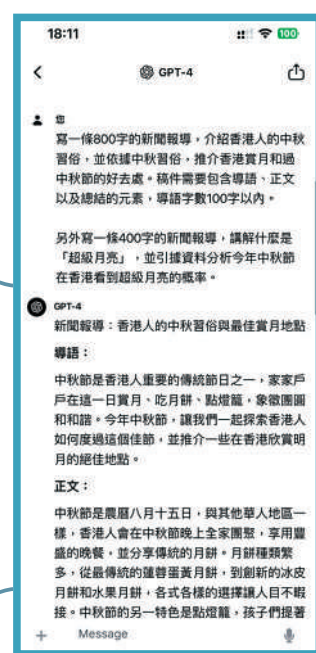 18:11
100
GPT-4
您
寫一條800字的新聞報導，介紹香港人的中秋
習俗，並依據中秋習俗，推介香港賞月和過
中秋節的好去處。稿件需要包含導語、正文
以及總結的元素，導語字數100字以內。
另外寫一條400字的新聞報導，講解什麼是
「超級月亮」，並引據資料分析今年中秋節
在香港看到超級月亮的概率。
GPT-4
新聞報導：香港人的中秋習俗與最佳賞月地點
導語：
中秋節是香港人重要的傳統節日之一，家家戶
戶在這一日賞月、吃月餅、點燈籠，象徵團圓
和和諧。今年中秋節，讓我們一起探索香港人
如何度過這個佳節，並推介一些在香港欣賞明
月的絕佳地點。
正文：
中秋節是農曆八月十五日，與其他華人地區一
樣，香港人會在中秋節晚上全家團聚，享用豐
盛的晚餐，並分享傳統的月餅。月餅種類繁
多，從最傳統的蓮蓉蛋黃月餅，到創新的冰皮
月餅和水果月餅，各式各樣的選擇讓人目不暇
接。中秋節的另一特色是點燈籠，孩子們提著
Message